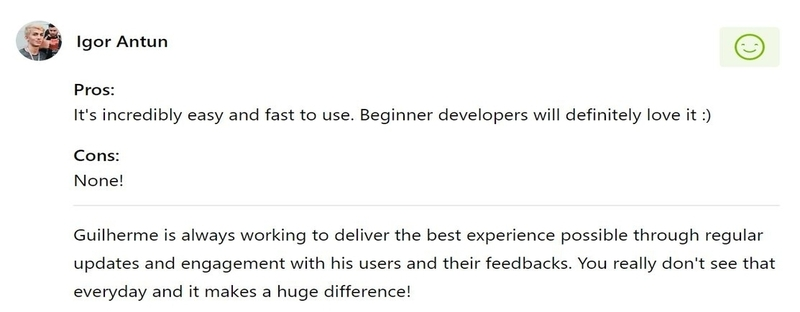 Igor Antun
Pros:
It's incredibly easy and fast to use. Beginner developers will definitely love it :)
Cons:
None!
Guilherme is always working to deliver the best experience possible through regular
updates and engagement with his users and their feedbacks. You really don't see that
everyday and it makes a huge difference!